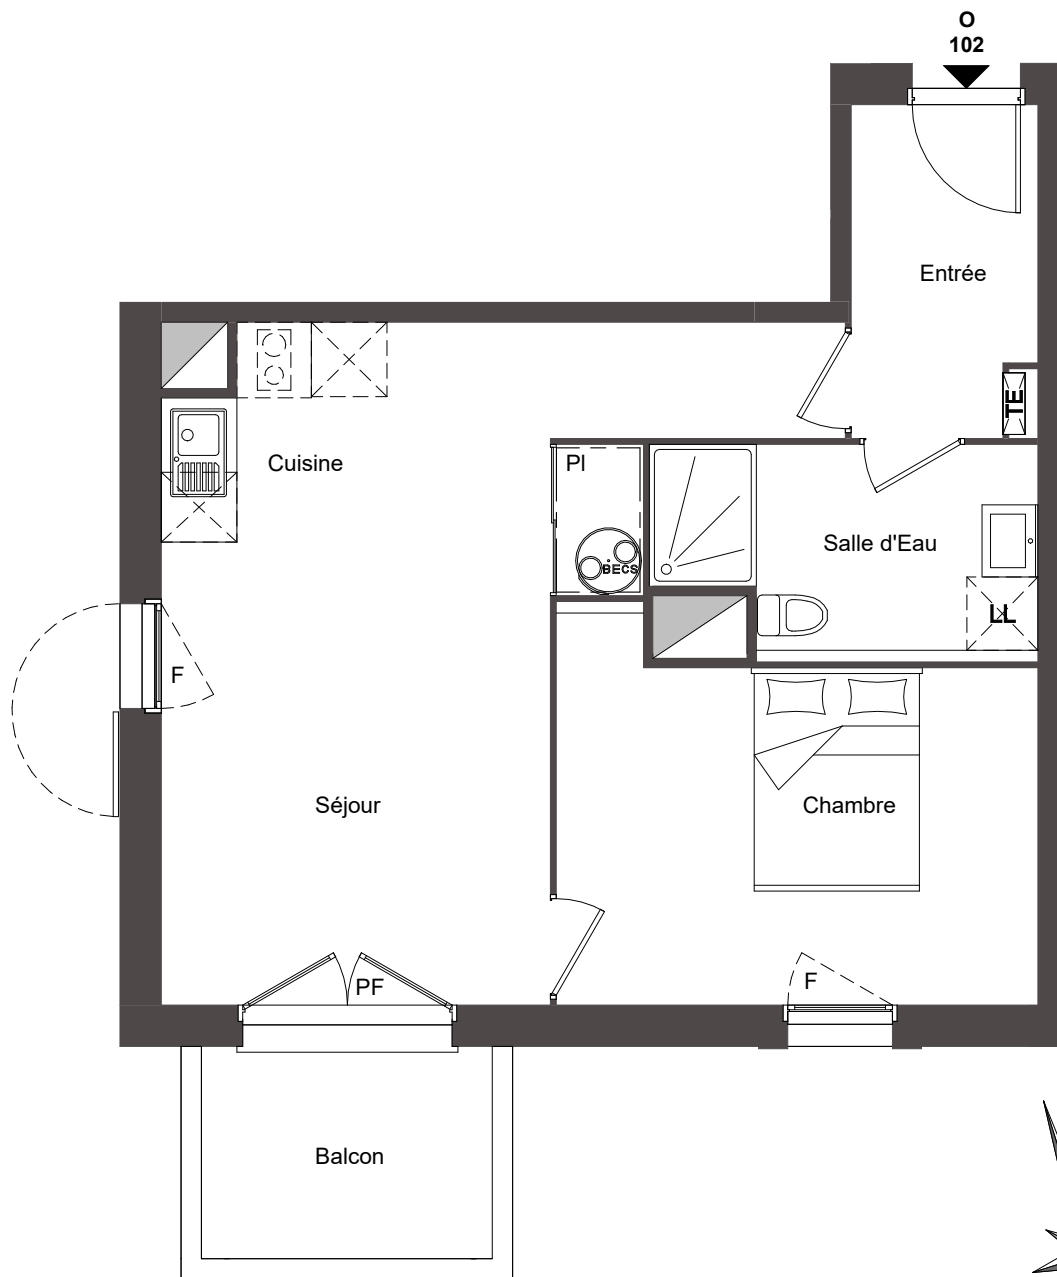 O
102
Entrée
TE
Cuisine
Pl
BECS
Salle d'Eau
LL
F
Séjour
Chambre
PF
F
Balcon